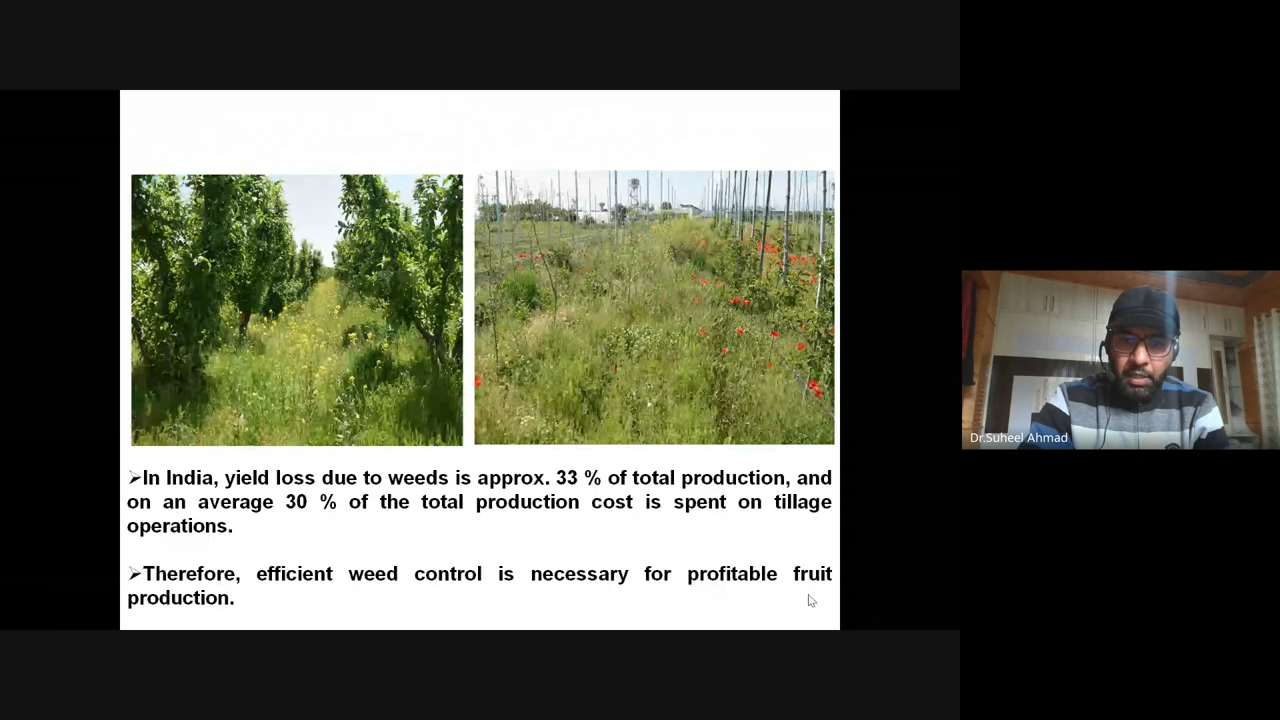 ➢In India, yield loss due to weeds is approx. 33 % of total production, and
on an average 30 % of the total production cost is spent on tillage
operations.
➢Therefore, efficient weed control is necessary for profitable fruit
production.
Dr.Suheel Ahmad